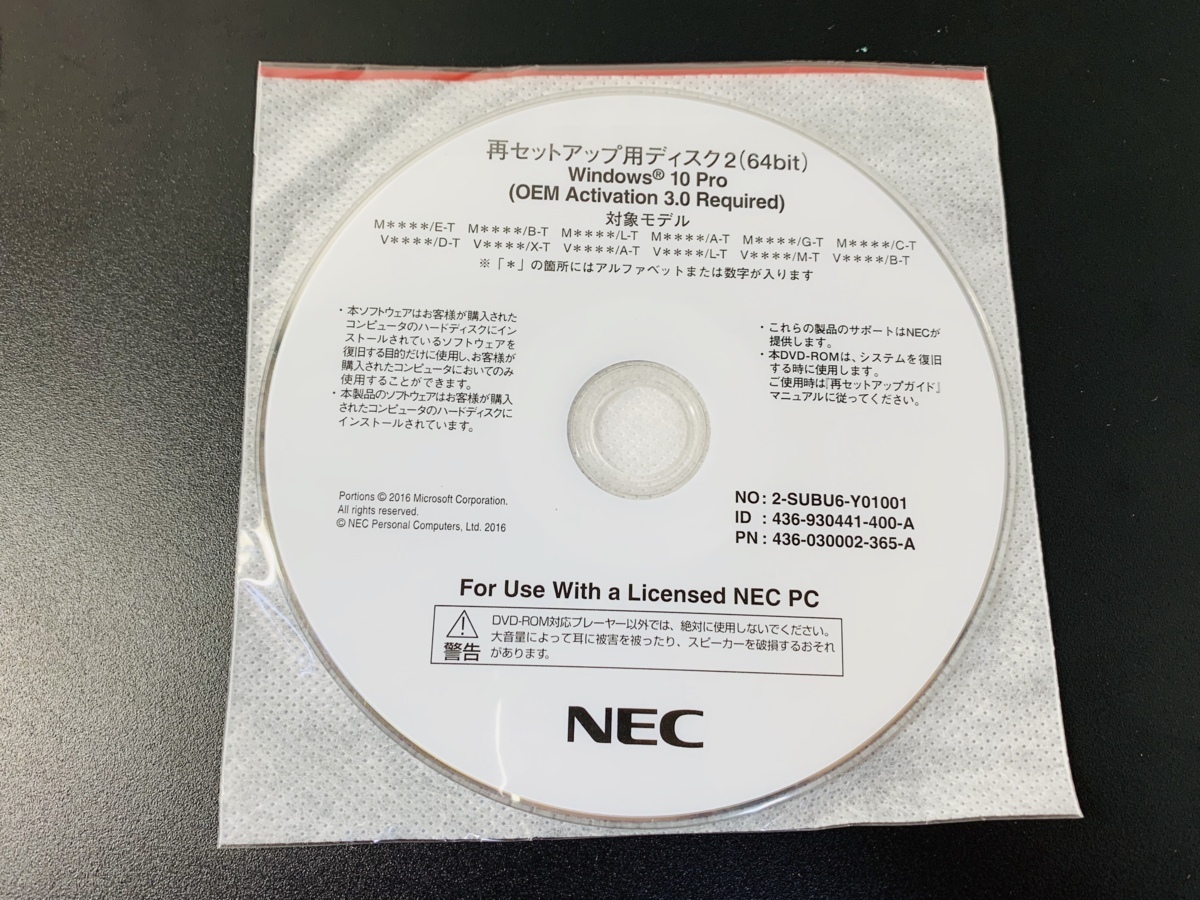 再セットアップ用ディスク2(64bit)
Windows® 10 Pro
(OEM Activation 3.0 Required)
対象モデル
M＊＊＊＊/E-T M＊＊＊＊/B-T M＊＊＊＊/L-T M＊＊＊＊/A-T M＊＊＊＊/G-T M＊＊＊＊/C-T
V＊＊＊＊/D-T V＊＊＊＊/X-T V＊＊＊＊/A-T V＊＊＊＊/L-T V＊＊＊＊/M-T V＊＊＊＊/B-T
※「＊」の箇所にはアルファベットまたは数字が入ります
・本ソフトウェアはお客様が購入された
コンピュータのハードディスクにイン
ストールされているソフトウェアを
復旧する目的だけに使用し、お客様が
購入されたコンピュータにおいてのみ
使用することができます。
・本製品のソフトウェアはお客様が購入
されたコンピュータのハードディスクに
インストールされています。
・これらの製品のサポートはNECが
提供します。
・本DVD-ROMは、システムを復旧
する時に使用します。
ご使用時は『再セットアップガイド』
マニュアルに従ってください。
Portions © 2016 Microsoft Corporation.
All rights reserved.
© NEC Personal Computers, Ltd. 2016
NO : 2-SUBU6-Y01001
ID : 436-930441-400-A
PN : 436-030002-365-A
For Use With a Licensed NEC PC
警告
DVD-ROM対応プレーヤー以外では、絶対に使用しないでください。
大音量によって耳に被害を被ったり、スピーカーを破損するおそれ
があります。
NEC